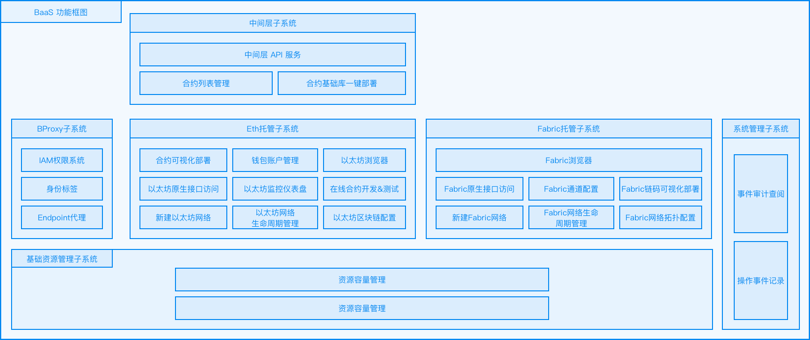 BaaS 功能框图
中间层子系统
中间层 API 服务
合约列表管理
合约基础库一键部署
BProxy子系统
IAM权限系统
身份标签
Endpoint代理
Eth托管子系统
合约可视化部署
钱包账户管理
以太坊浏览器
以太坊原生接口访问
以太坊监控仪表盘
在线合约开发&测试
新建以太坊网络
以太坊网络
生命周期管理
以太坊区块链配置
Fabric托管子系统
Fabric浏览器
Fabric原生接口访问
Fabric通道配置
Fabric链码可视化部署
新建Fabric网络
Fabric网络生命
周期管理
Fabric网络拓扑配置
系统管理子系统
事件审计查阅
操作事件记录
基础资源管理子系统
资源容量管理
资源容量管理